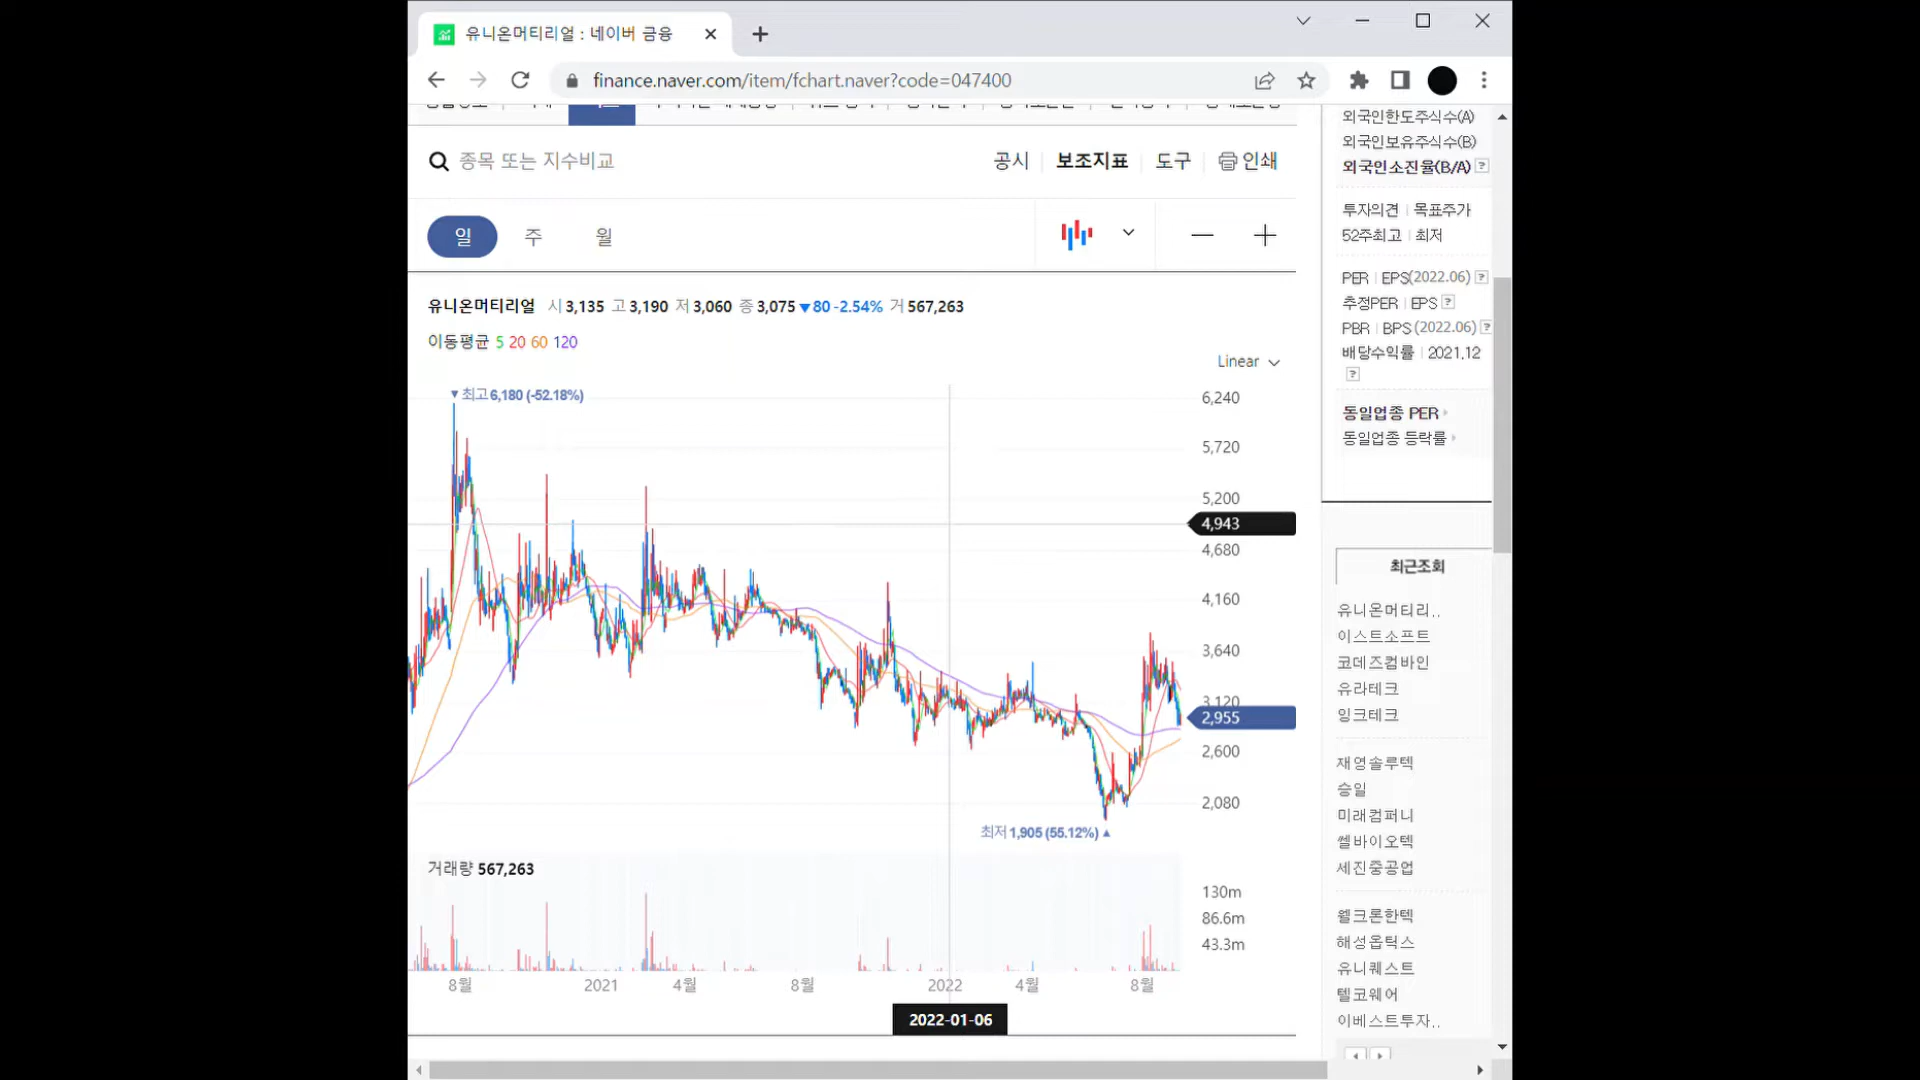 유니온머티리얼 : 네이버 금융
finance.naver.com/item/fchart.naver?code=047400
종목 또는 지수비교
공시 보조지표 도구 인쇄
일 주 월
유니온머티리얼 시 3,135 고 3,190 저 3,060 종 3,075 ▼80 -2.54% 거 567,263
이동평균 5 20 60 120
Linear
▼최고 6,180 (-52.18%)
6,240
5,720
5,200
4,943
4,680
4,160
3,640
3,120
2,955
2,600
2,080
최저 1,905 (55.12%) ▲
거래량 567,263
130m
86.6m
43.3m
8월 2021 4월 8월 2022 4월 8월
2022-01-06
외국인한도주식수(A)
외국인보유주식수(B)
외국인소진율(B/A) ?
투자의견 | 목표주가
52주최고 | 최저
PER | EPS(2022.06) ?
추정PER | EPS ?
PBR | BPS (2022.06) ?
배당수익률 | 2021.12
?
동일업종 PER
동일업종 등락률
최근조회
유니온머티리..
이스트소프트
코데즈컴바인
유라테크
잉크테크
재영솔루텍
승일
미래컴퍼니
쎌바이오텍
세진중공업
웰크론한텍
해성옵틱스
유니퀘스트
텔코웨어
이베스트투자..